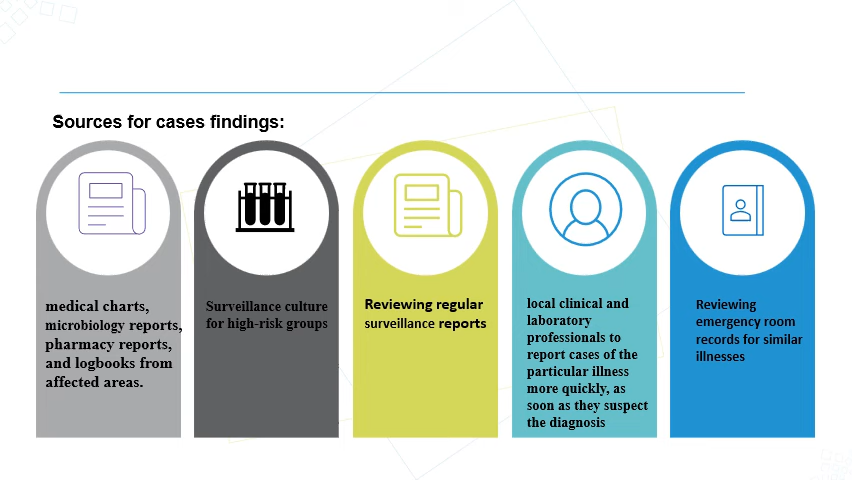 Sources for cases findings:
medical charts,
microbiology reports,
pharmacy reports,
and logbooks from
affected areas.
Surveillance culture
for high-risk groups
Reviewing regular
surveillance reports
local clinical and
laboratory
professionals to
report cases of the
particular illness
more quickly, as
soon as they suspect
the diagnosis
Reviewing
emergency room
records for similar
illnesses